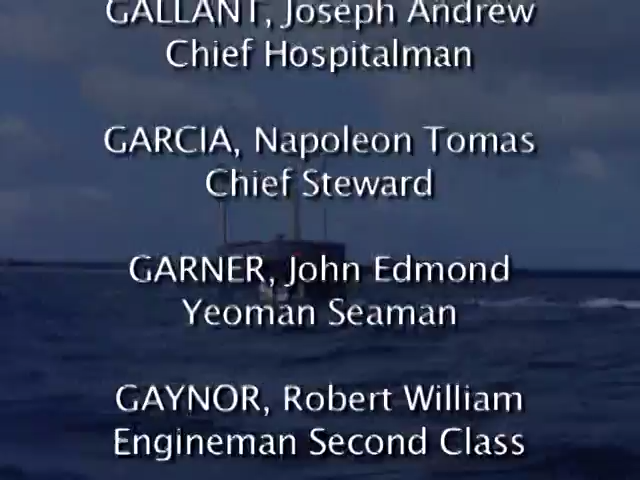 GALLANT, Joseph Andrew
Chief Hospitalman
GARCIA, Napoleon Tomas
Chief Steward
GARNER, John Edmond
Yeoman Seaman
GAYNOR, Robert William
Engineman Second Class